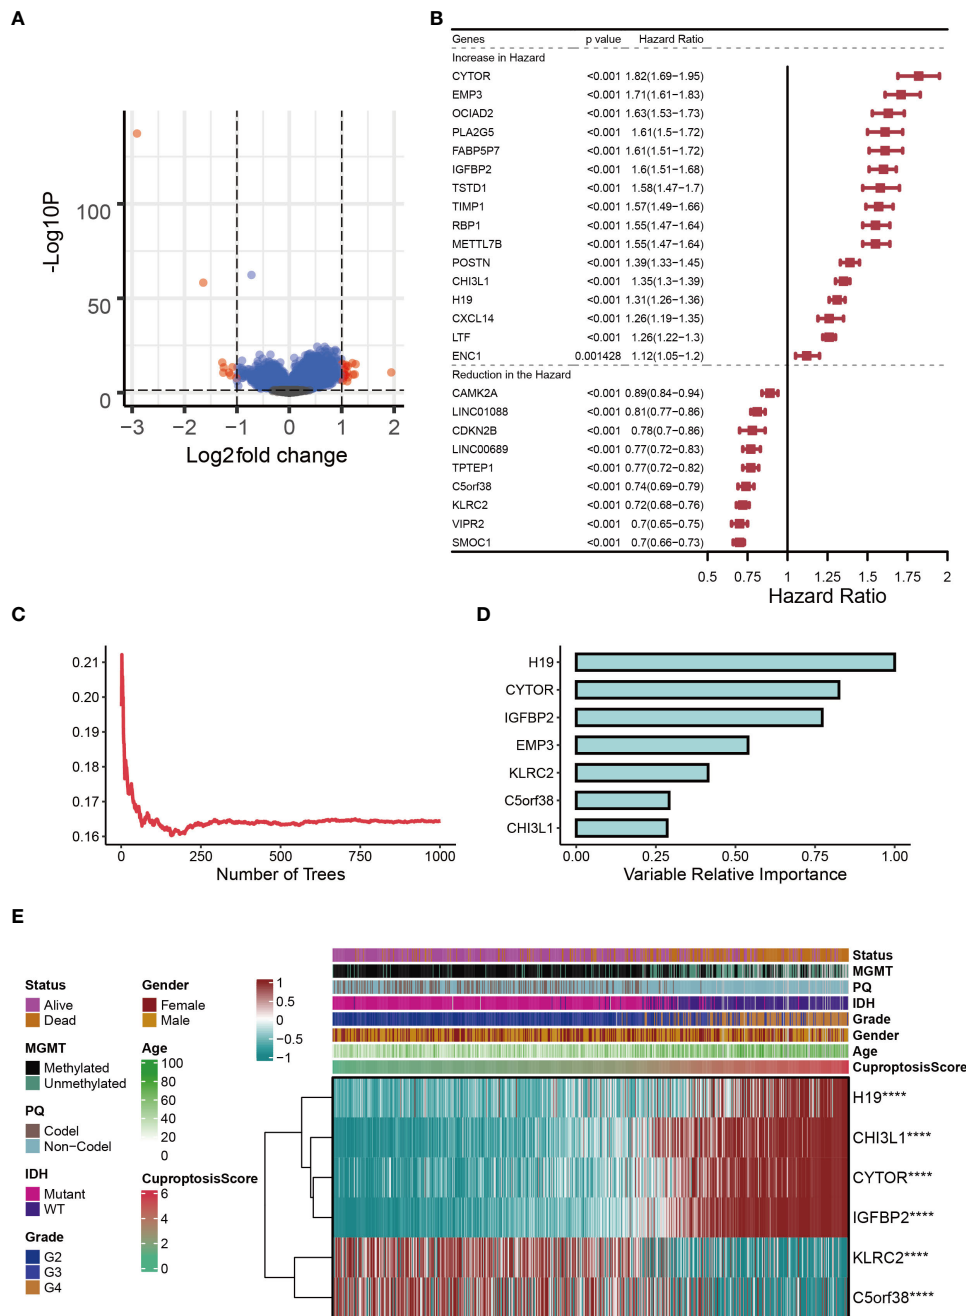 A
-Log10P
100
50
0
−3 −2 −1 0 1 2
Log2fold change
B
Genes p value Hazard Ratio
Increase in Hazard
CYTOR <0.001 1.82(1.69−1.95)
EMP3 <0.001 1.71(1.61−1.83)
OCIAD2 <0.001 1.63(1.53−1.73)
PLA2G5 <0.001 1.61(1.5−1.72)
FABP5P7 <0.001 1.61(1.51−1.72)
IGFBP2 <0.001 1.6(1.51−1.68)
TSTD1 <0.001 1.58(1.47−1.7)
TIMP1 <0.001 1.57(1.49−1.66)
RBP1 <0.001 1.55(1.47−1.64)
METTL7B <0.001 1.55(1.47−1.64)
POSTN <0.001 1.39(1.33−1.45)
CHI3L1 <0.001 1.35(1.3−1.39)
H19 <0.001 1.31(1.26−1.36)
CXCL14 <0.001 1.26(1.19−1.35)
LTF <0.001 1.26(1.22−1.3)
ENC1 0.001428 1.12(1.05−1.2)
Reduction in the Hazard
CAMK2A <0.001 0.89(0.84−0.94)
LINC01088 <0.001 0.81(0.77−0.86)
CDKN2B <0.001 0.78(0.7−0.86)
LINC00689 <0.001 0.77(0.72−0.83)
TPTEP1 <0.001 0.77(0.72−0.82)
C5orf38 <0.001 0.74(0.69−0.79)
KLRC2 <0.001 0.72(0.68−0.76)
VIPR2 <0.001 0.7(0.65−0.75)
SMOC1 <0.001 0.7(0.66−0.73)
0.5 0.75 1 1.25 1.5 1.75 2
Hazard Ratio
C
0.21
0.20
0.19
0.18
0.17
0.16
0 250 500 750 1000
Number of Trees
D
H19
CYTOR
IGFBP2
EMP3
KLRC2
C5orf38
CHI3L1
0.00 0.25 0.50 0.75 1.00
Variable Relative Importance
E
Status
Alive
Dead
MGMT
Methylated
Unmethylated
PQ
Codel
Non−Codel
IDH
Mutant
WT
Grade
G2
G3
G4
Gender
Female
Male
Age
100
80
60
40
20
0
CuproptosisScore
6
4
2
0
1
0.5
0
−0.5
−1
Status
MGMT
PQ
IDH
Grade
Gender
Age
CuproptosisScore
H19****
CHI3L1****
CYTOR****
IGFBP2****
KLRC2****
C5orf38****